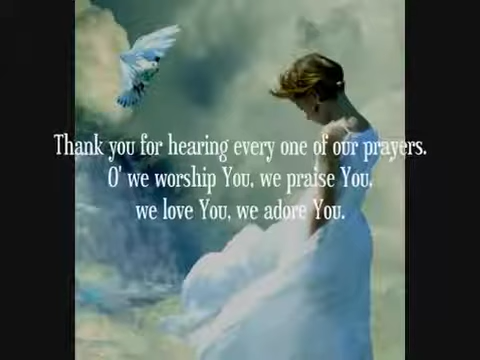 Thank you for hearing every one of our prayers.
O' we worship You, we praise You,
we love You, we adore You.